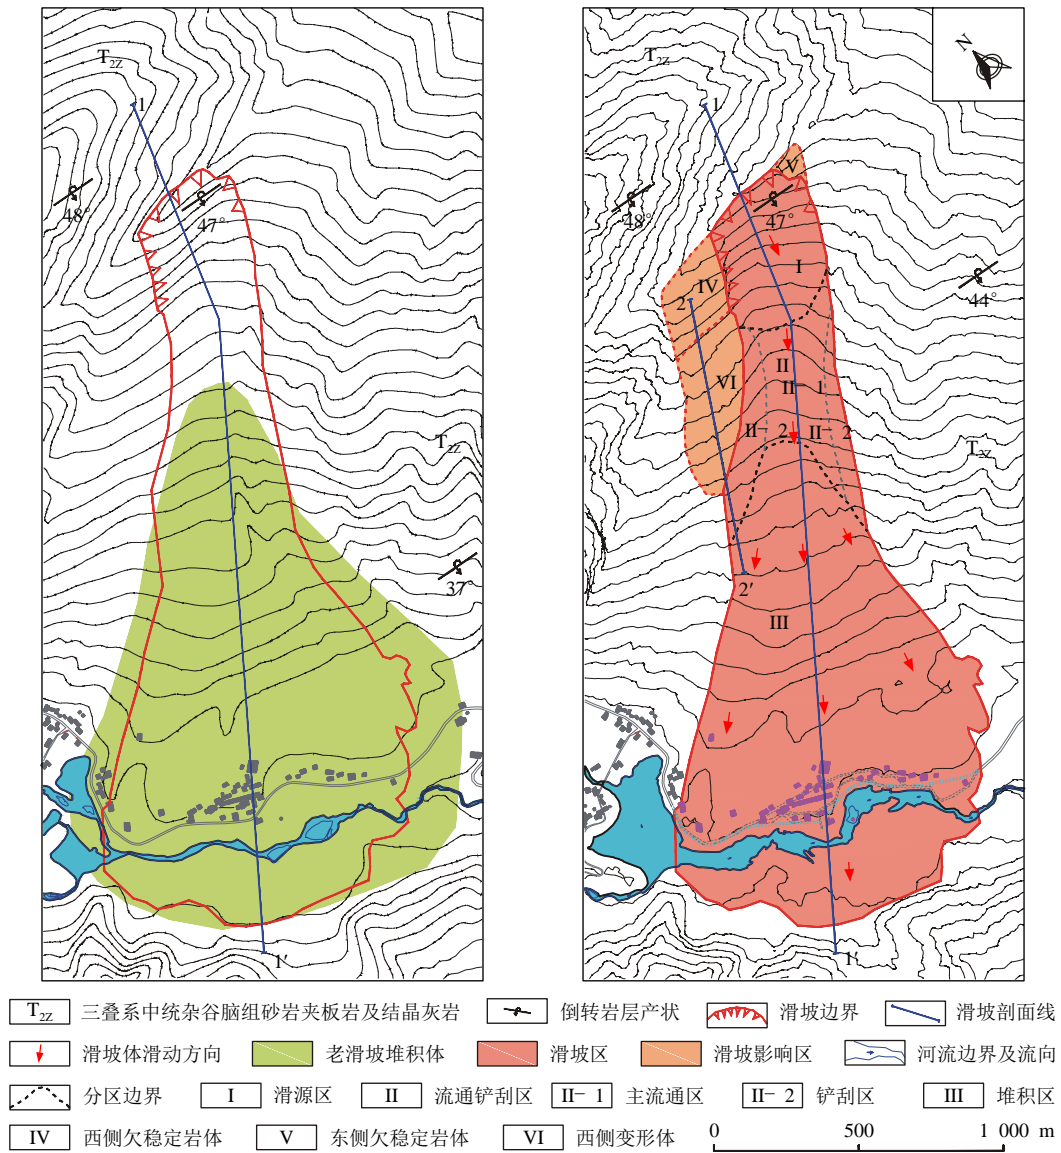 T₂Z
1
48°
47°
T₂Z
37°
1′
N
T₂Z
1
V
48°
47°
I
44°
IV
2
II
VI
II－1
II－2
II－2
T₂Z
2′
III
1′
T₂Z 三叠系中统杂谷脑组砂岩夹板岩及结晶灰岩 倒转岩层产状 滑坡边界 滑坡剖面线
滑坡体滑动方向 老滑坡堆积体 滑坡区 滑坡影响区 河流边界及流向
分区边界 I 滑源区 II 流通铲刮区 II－1 主流通区 II－2 铲刮区 III 堆积区
IV 西侧欠稳定岩体 V 东侧欠稳定岩体 VI 西侧变形体 0 500 1 000 m